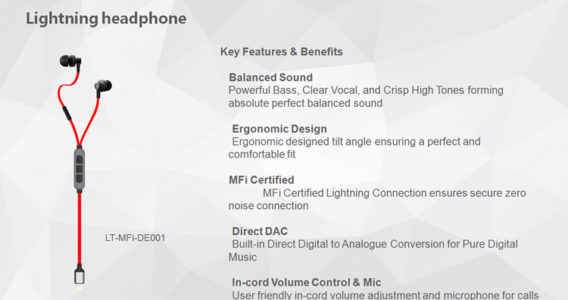 Lightning headphone
Key Features & Benefits
Balanced Sound
Powerful Bass, Clear Vocal, and Crisp High Tones forming
absolute perfect balanced sound
Ergonomic Design
Ergonomic designed tilt angle ensuring a perfect and
comfortable fit
MFi Certified
MFi Certified Lightning Connection ensures secure zero
noise connection
Direct DAC
Built-in Direct Digital to Analogue Conversion for Pure Digital
Music
In-cord Volume Control & Mic
User friendly in-cord volume adjustment and microphone for calls
LT-MFi-DE001